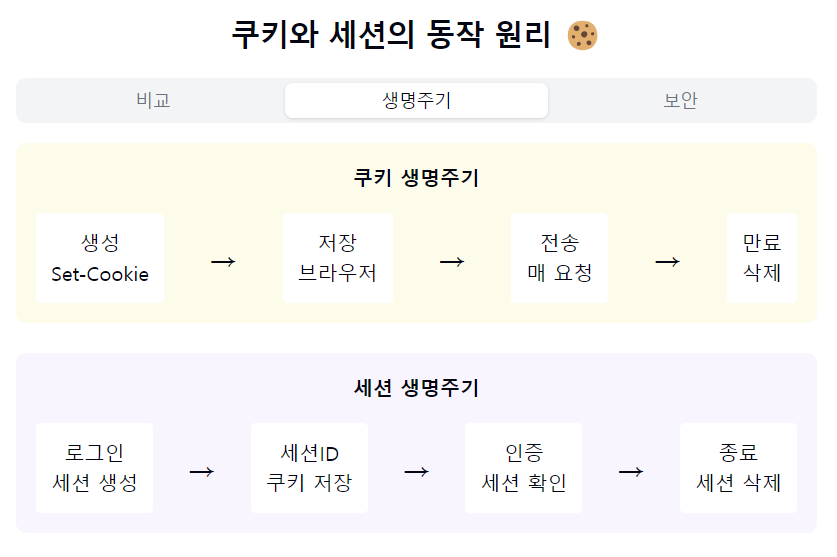 쿠키와 세션의 동작 원리 🍪
비교 생명주기 보안
쿠키 생명주기
생성 → 저장 → 전송 → 만료
Set-Cookie 브라우저 매 요청 삭제
세션 생명주기
로그인 → 세션ID → 인증 → 종료
세션 생성 쿠키 저장 세션 확인 세션 삭제